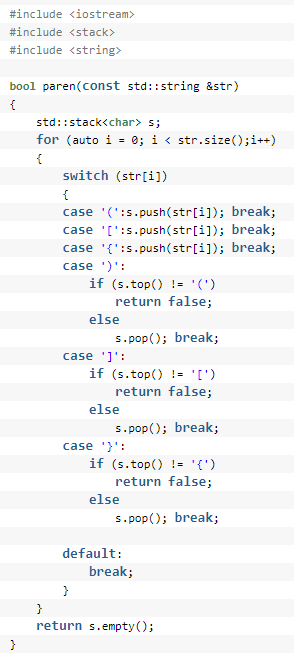 #include <iostream>
#include <stack>
#include <string>

bool paren(const std::string &str)
{
    std::stack<char> s;
    for (auto i = 0; i < str.size();i++)
    {
        switch (str[i])
        {
        case '(':s.push(str[i]); break;
        case '[':s.push(str[i]); break;
        case '{':s.push(str[i]); break;
        case ')':
            if (s.top() != '(')
                return false;
            else
                s.pop(); break;
        case ']':
            if (s.top() != '[')
                return false;
            else
                s.pop(); break;
        case '}':
            if (s.top() != '{')
                return false;
            else
                s.pop(); break;

        default:
            break;
        }
    }
    return s.empty();
}